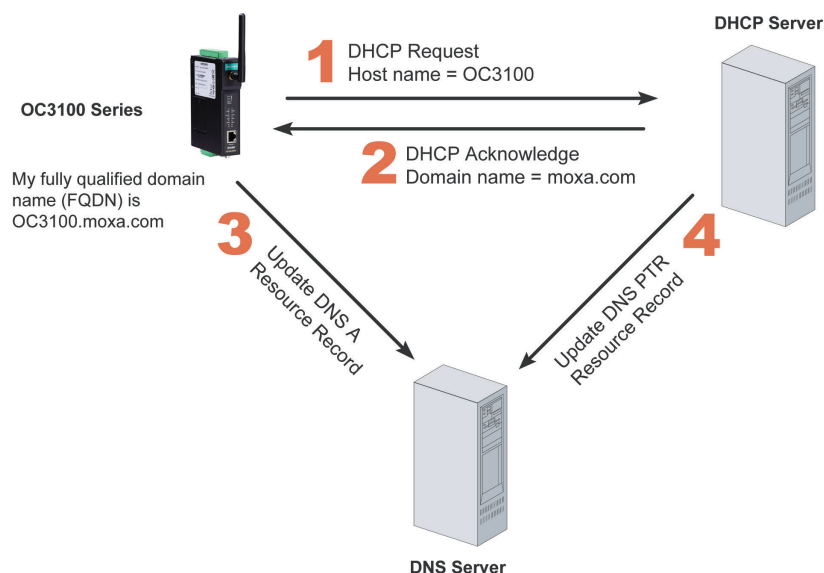 DHCP Server
1
DHCP Request
Host name = OC3100
OC3100 Series
2
DHCP Acknowledge
Domain name = moxa.com
My fully qualified domain
name (FQDN) is
OC3100.moxa.com
3
Update DNS A
Resource Record
4
Update DNS PTR
Resource Record
DNS Server